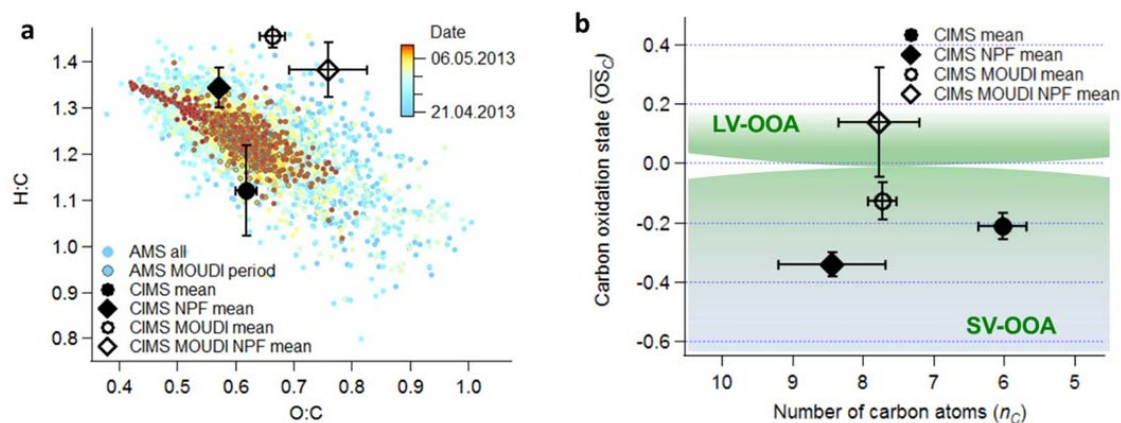 a
Date
06.05.2013
21.04.2013
H:C
1.4
1.3
1.2
1.1
1.0
0.9
0.8
AMS all
AMS MOUDI period
CIMS mean
CIMS NPF mean
CIMS MOUDI mean
CIMS MOUDI NPF mean
0.4 0.5 0.6 0.7 0.8 0.9 1.0
O:C
b
CIMS mean
CIMS NPF mean
CIMS MOUDI mean
CIMs MOUDI NPF mean
Carbon oxidation state (OSC)
0.4
0.2
0.0
-0.2
-0.4
-0.6
LV-OOA
SV-OOA
10 9 8 7 6 5
Number of carbon atoms (nC)